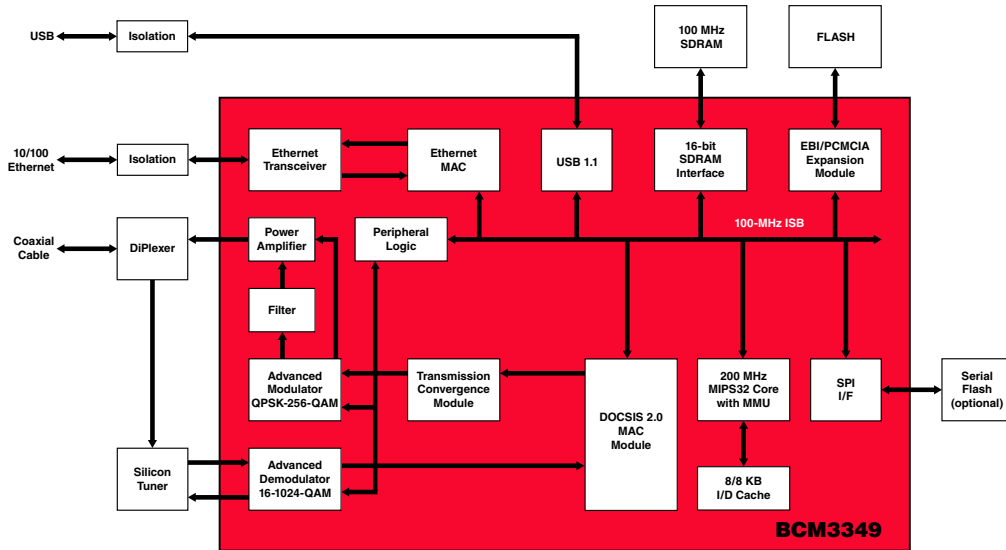 USB
Isolation
100 MHz
SDRAM
FLASH
10/100
Ethernet
Isolation
Ethernet
Transceiver
Ethernet
MAC
USB 1.1
16-bit
SDRAM
Interface
EBI/PCMCIA
Expansion
Module
100-MHz ISB
Coaxial
Cable
DiPlexer
Power
Amplifier
Peripheral
Logic
Filter
Advanced
Modulator
QPSK-256-QAM
Transmission
Convergence
Module
DOCSIS 2.0
MAC
Module
200 MHz
MIPS32 Core
with MMU
SPI
I/F
Serial
Flash
(optional)
Silicon
Tuner
Advanced
Demodulator
16-1024-QAM
8/8 KB
I/D Cache
BCM3349